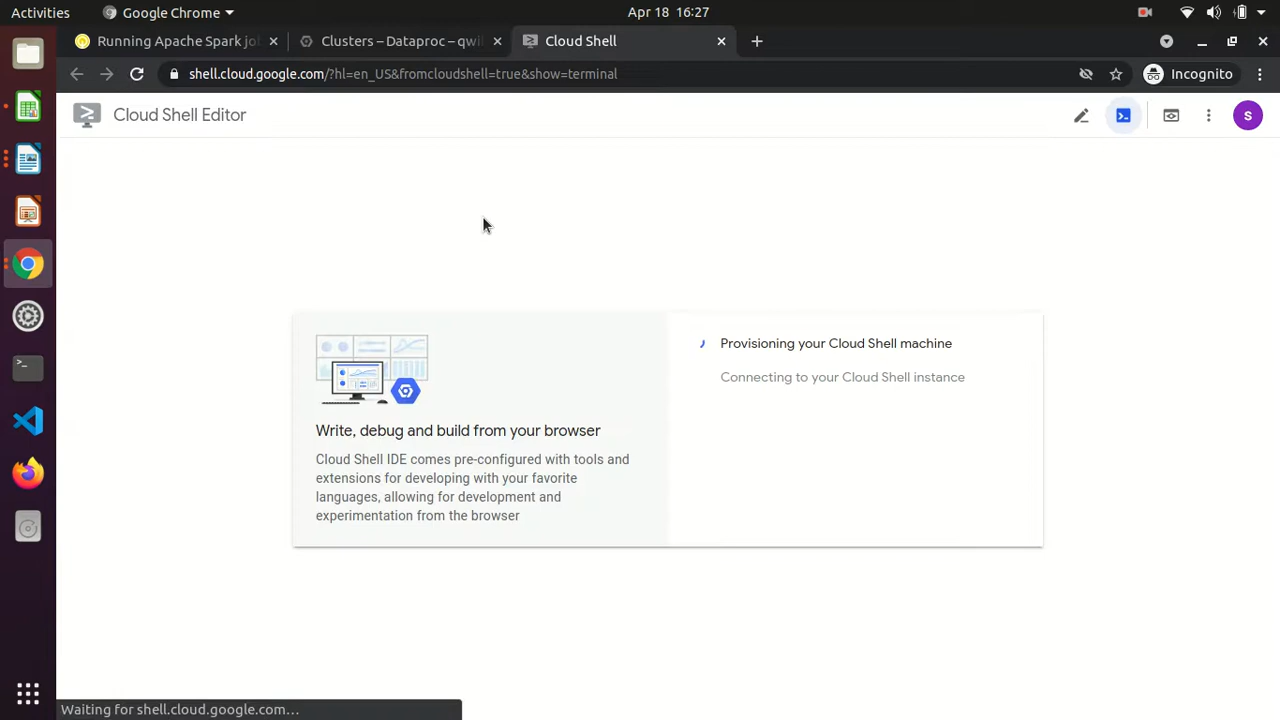 Activities
Google Chrome
Apr 18 16:27
Running Apache Spark jo
Clusters – Dataproc – qwi
Cloud Shell
shell.cloud.google.com/?hl=en_US&fromcloudshell=true&show=terminal
Incognito
Cloud Shell Editor
S
Provisioning your Cloud Shell machine
Connecting to your Cloud Shell instance
Write, debug and build from your browser
Cloud Shell IDE comes pre-configured with tools and
extensions for developing with your favorite
languages, allowing for development and
experimentation from the browser
Waiting for shell.cloud.google.com...